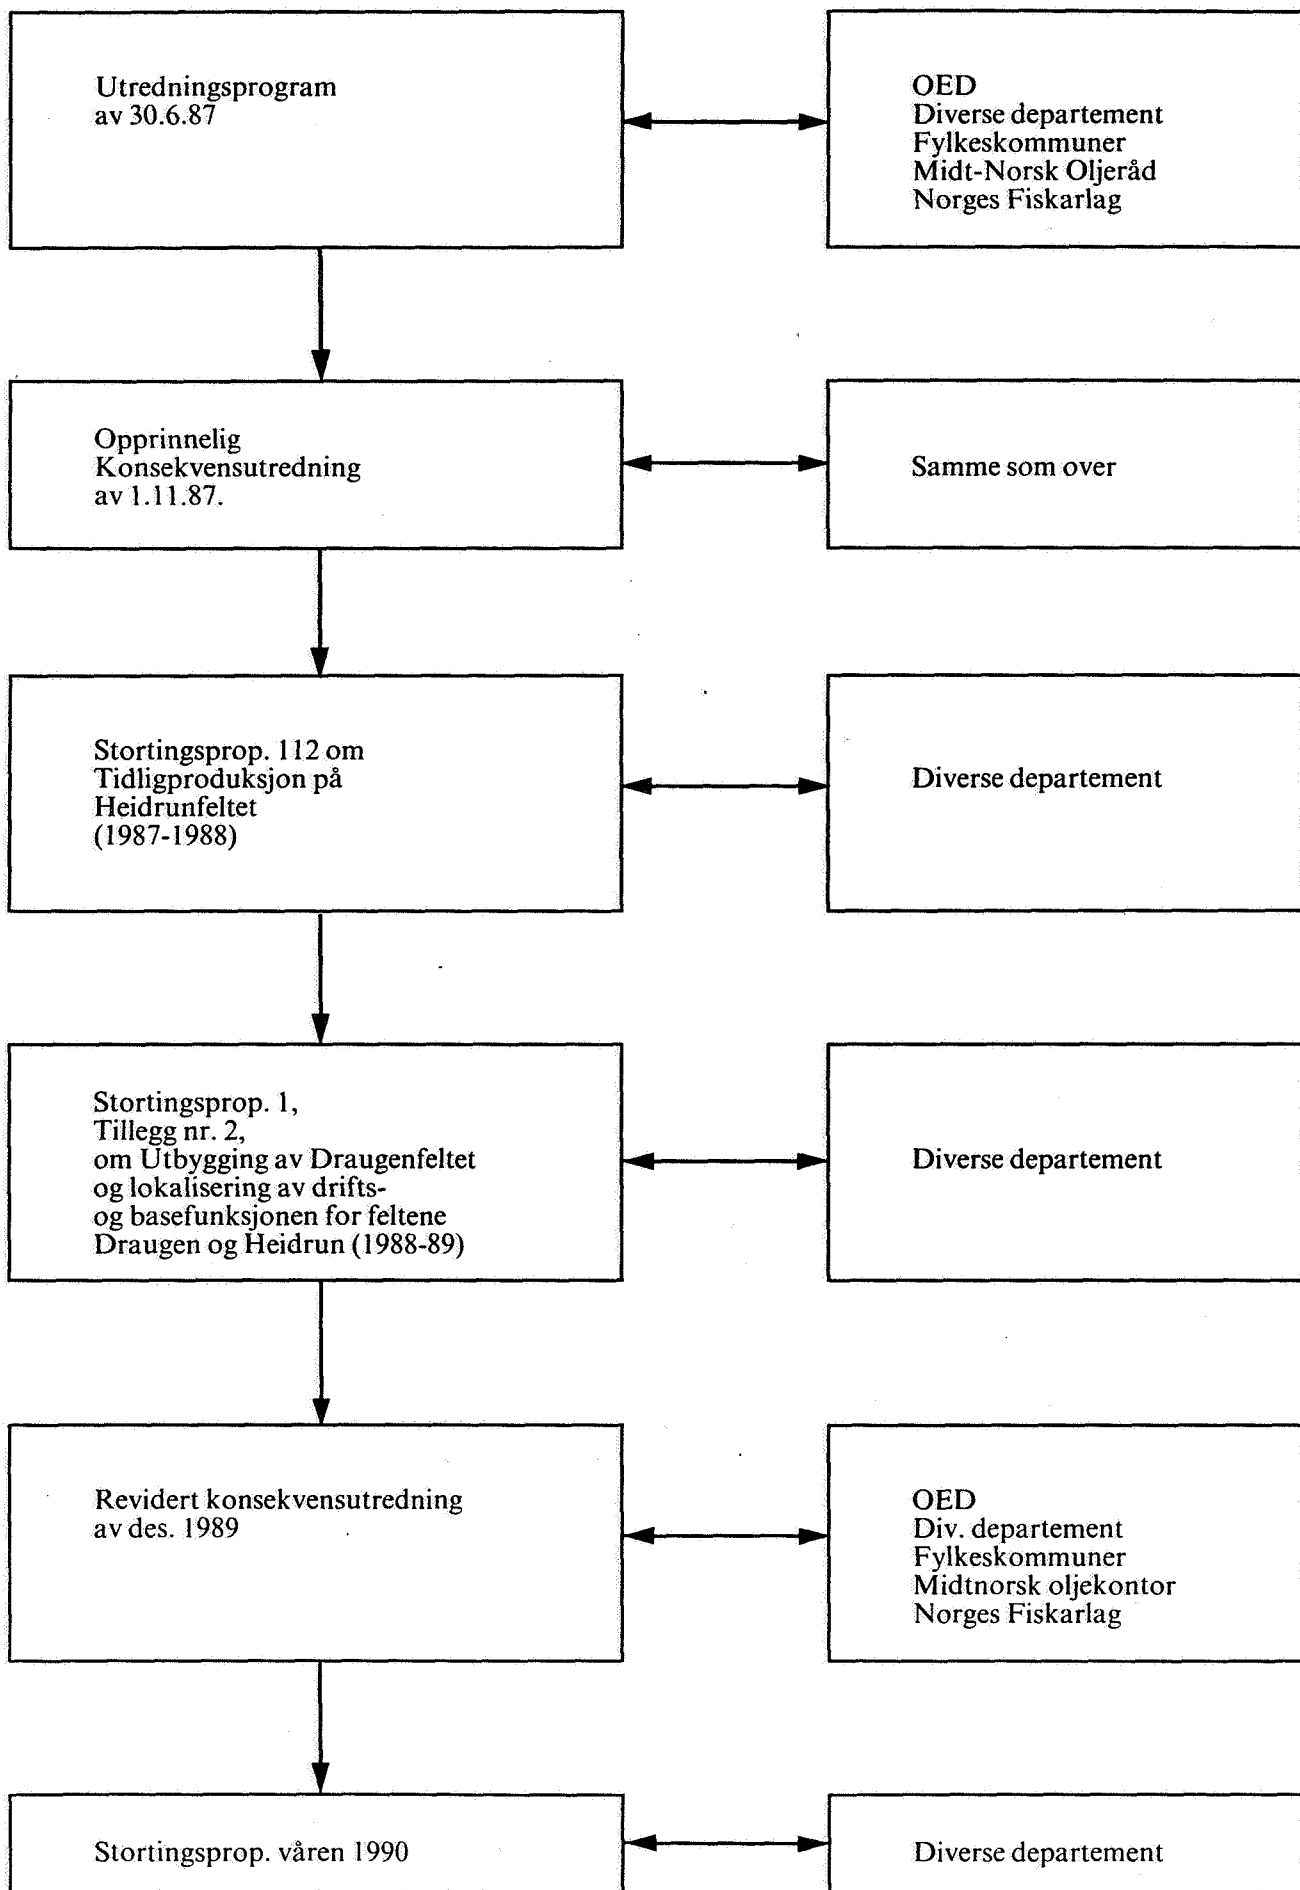 Utredningsprogram
av 30.6.87
OED
Diverse departement
Fylkeskommuner
Midt-Norsk Oljeråd
Norges Fiskarlag
Opprinnelig
Konsekvensutredning
av 1.11.87.
Samme som over
Stortingsprop. 112 om
Tidligproduksjon på
Heidrunfeltet
(1987-1988)
Diverse departement
Stortingsprop. 1,
Tillegg nr. 2,
om Utbygging av Draugenfeltet
og lokalisering av drifts-
og basefunksjonen for feltene
Draugen og Heidrun (1988-89)
Diverse departement
Revidert konsekvensutredning
av des. 1989
OED
Div. departement
Fylkeskommuner
Midtnorsk oljekontor
Norges Fiskarlag
Stortingsprop. våren 1990
Diverse departement